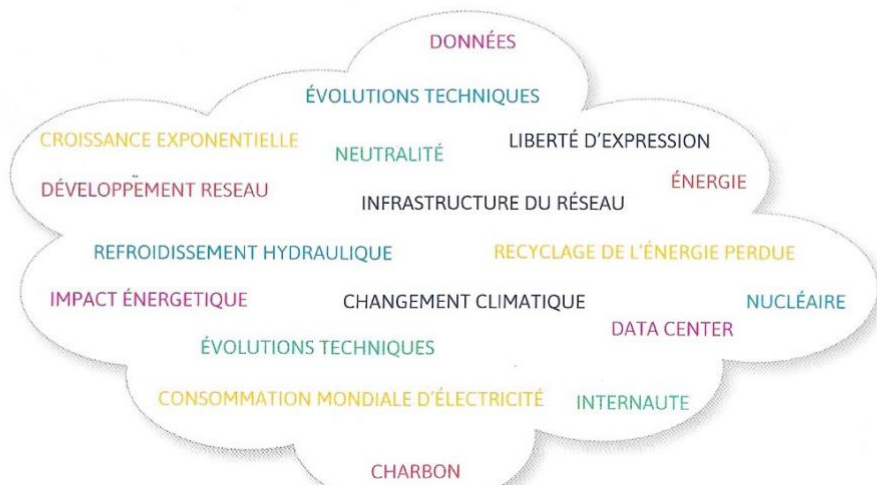 DONNÉES
ÉVOLUTIONS TECHNIQUES
CROISSANCE EXPONENTIELLE
NEUTRALITÉ
LIBERTÉ D'EXPRESSION
DÉVELOPPEMENT RESEAU
INFRASTRUCTURE DU RÉSEAU
ÉNERGIE
REFROIDISSEMENT HYDRAULIQUE
RECYCLAGE DE L'ÉNERGIE PERDUE
IMPACT ÉNERGETIQUE
CHANGEMENT CLIMATIQUE
NUCLÉAIRE
DATA CENTER
ÉVOLUTIONS TECHNIQUES
CONSOMMATION MONDIALE D'ÉLECTRICITÉ
INTERNAUTE
CHARBON